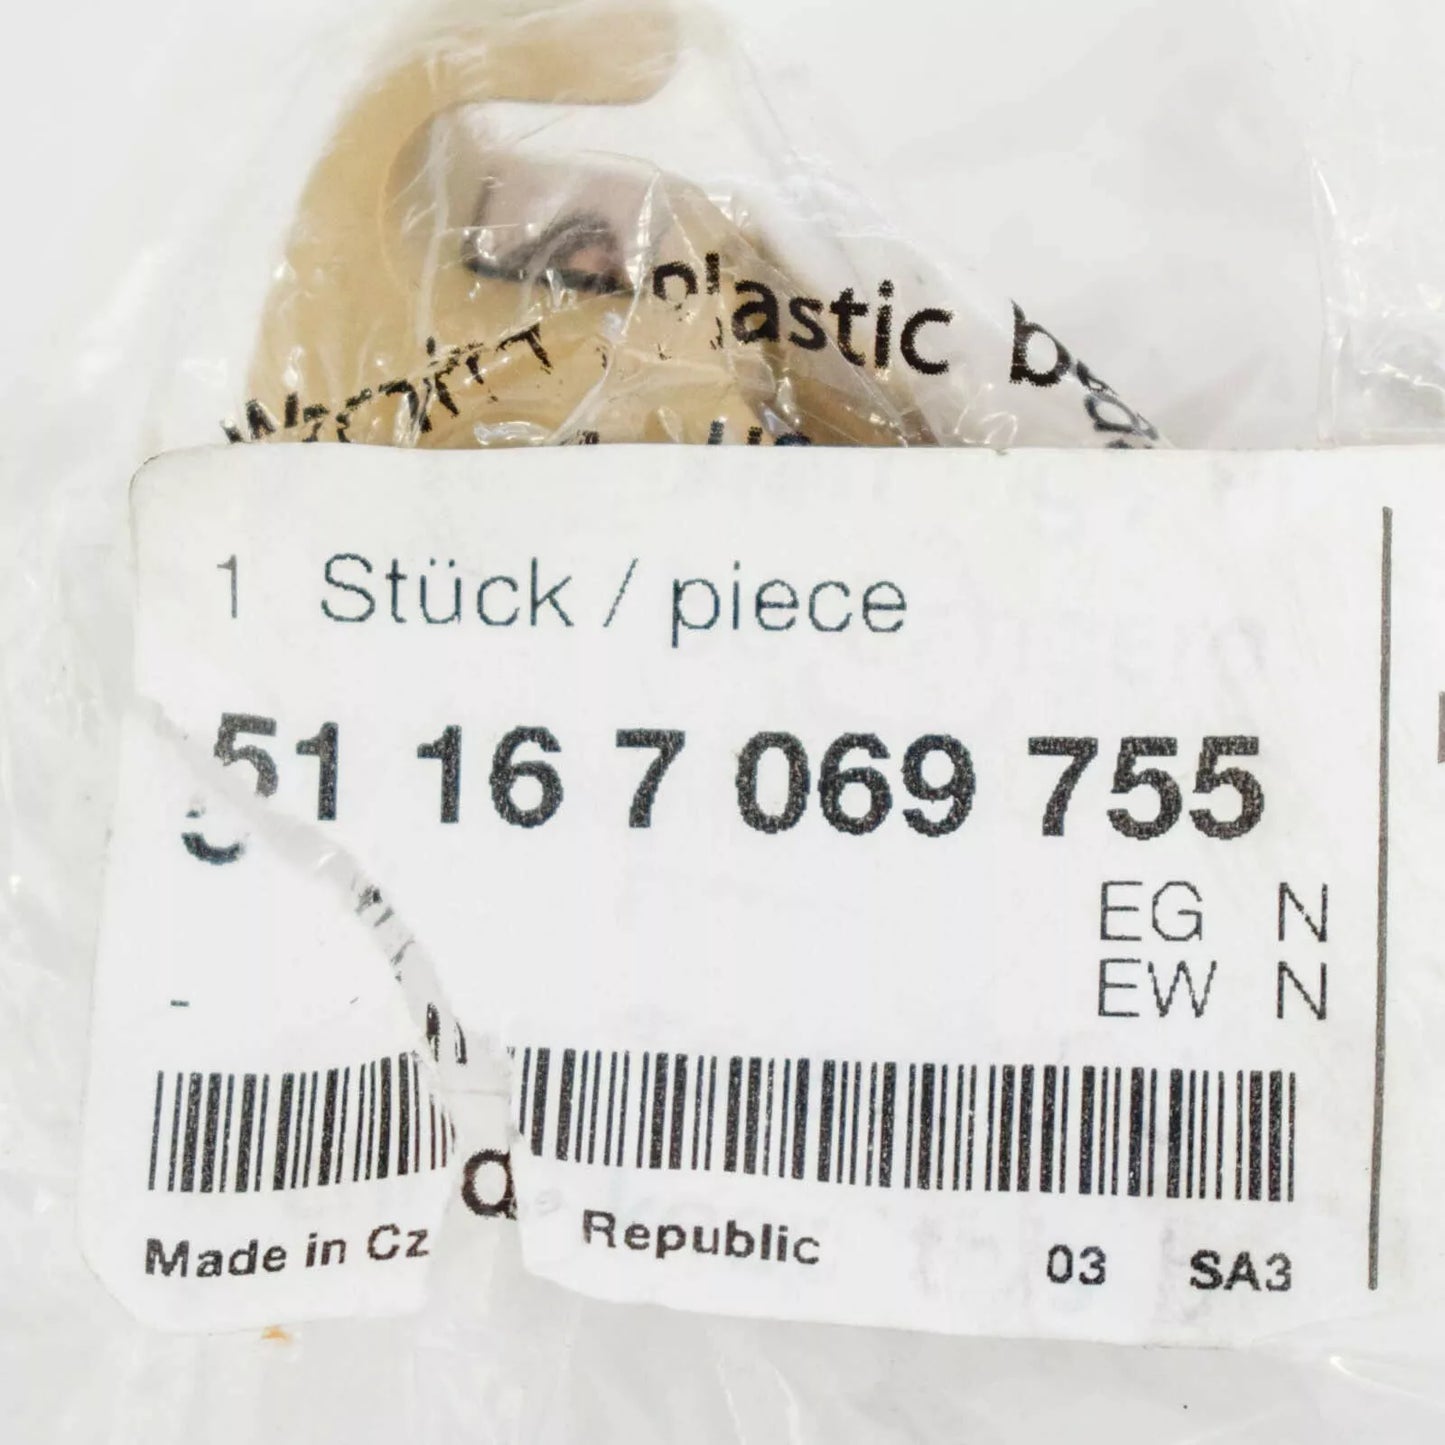 Plastic
1 Stück / piece
51 16 7 069 755
EG N
EW N
-
Made in Cz Republic 03 SA3